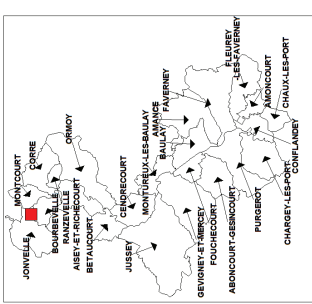 JONVELLE
MONTCOURT
BOURBEVELLE
CORRE
RANZEVELLE
AISEY-ET-RICHECOURT
ORMOY
BETAUCOURT
CENDRECOURT
JUSSEY
MONTUREUX-LES-BAULAY
BAULAY
AMANCE
FAVERNEY
GEVIGNEY-ET-MERCEY
FOUCHECOURT
ABONCOURT-GESINCOURT
FLEUREY
-LES-FAVERNEY
PURGEROT
AMONCOURT
CHARGEY-LES-PORT
CONFLANDEY
CHAUX-LES-PORT